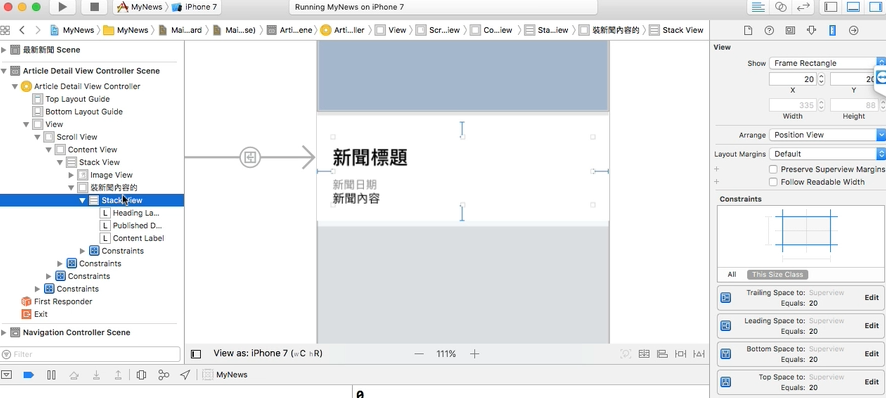 MyNews iPhone 7 Running MyNews on iPhone 7
MyNews MyNews Mai...ard Mai...se) Arti...ene Arti...ller View Scr...iew Co...iew Sta...iew 裝新聞內容的 Stack View
最新新聞 Scene
Article Detail View Controller Scene
Article Detail View Controller
Top Layout Guide
Bottom Layout Guide
View
Scroll View
Content View
Stack View
Image View
裝新聞內容的
Stack View
L Heading La...
L Published D...
L Content Label
Constraints
Constraints
Constraints
Constraints
First Responder
Exit
Navigation Controller Scene
Filter
新聞標題
新聞日期
新聞內容
View as: iPhone 7 (wC hR) 111%
MyNews
0
View
Show Frame Rectangle
20 20
X Y
335 88
Width Height
Arrange Position View
Layout Margins Default
Preserve Superview Margins
Follow Readable Width
Constraints
All This Size Class
Trailing Space to: Superview
Equals: 20 Edit
Leading Space to: Superview
Equals: 20 Edit
Bottom Space to: Superview
Equals: 20 Edit
Top Space to: Superview
Equals: 20 Edit